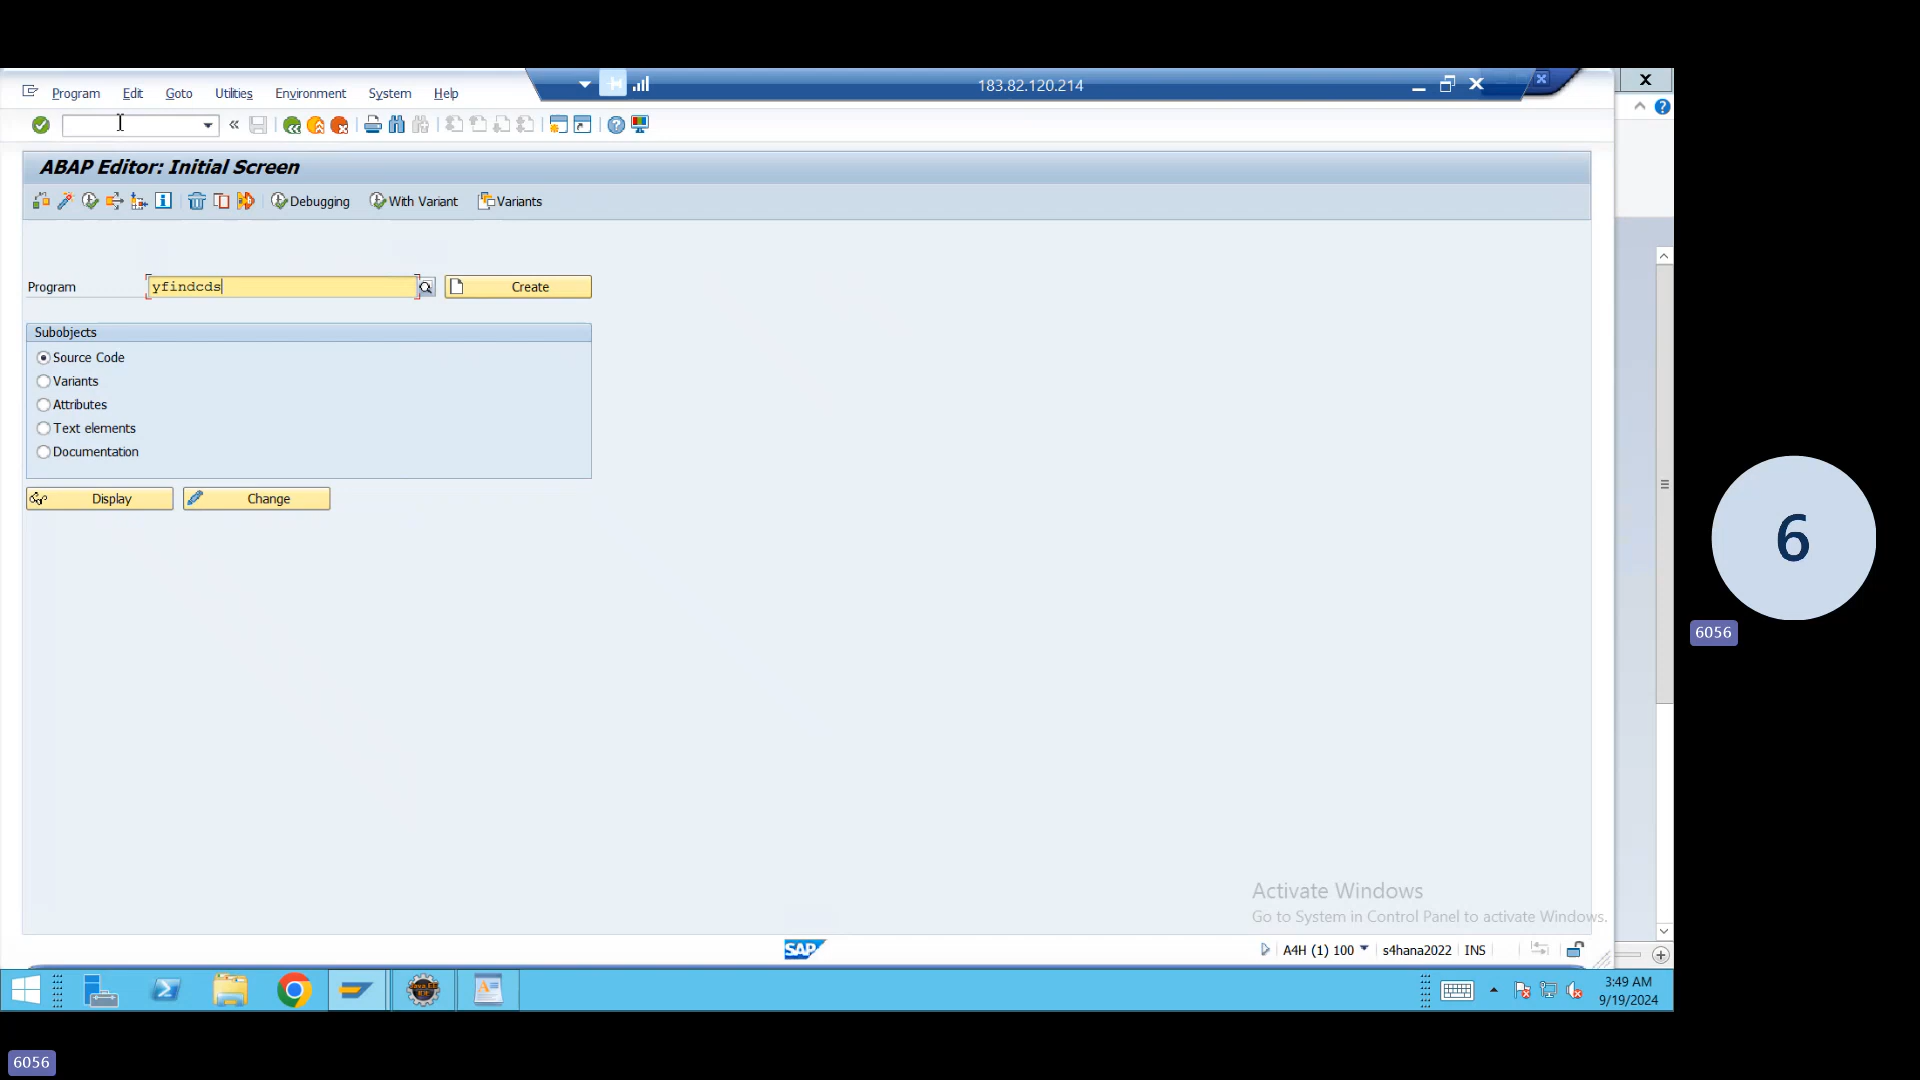 183.82.120.214
Program Edit Goto Utilities Environment System Help
ABAP Editor: Initial Screen
Debugging With Variant Variants
Program yfindcds Create
Subobjects
Source Code
Variants
Attributes
Text elements
Documentation
Display Change
6
6056
Activate Windows
Go to System in Control Panel to activate Windows.
SAP
A4H (1) 100 s4hana2022 INS
Java EE
IDE
3:49 AM
9/19/2024
6056